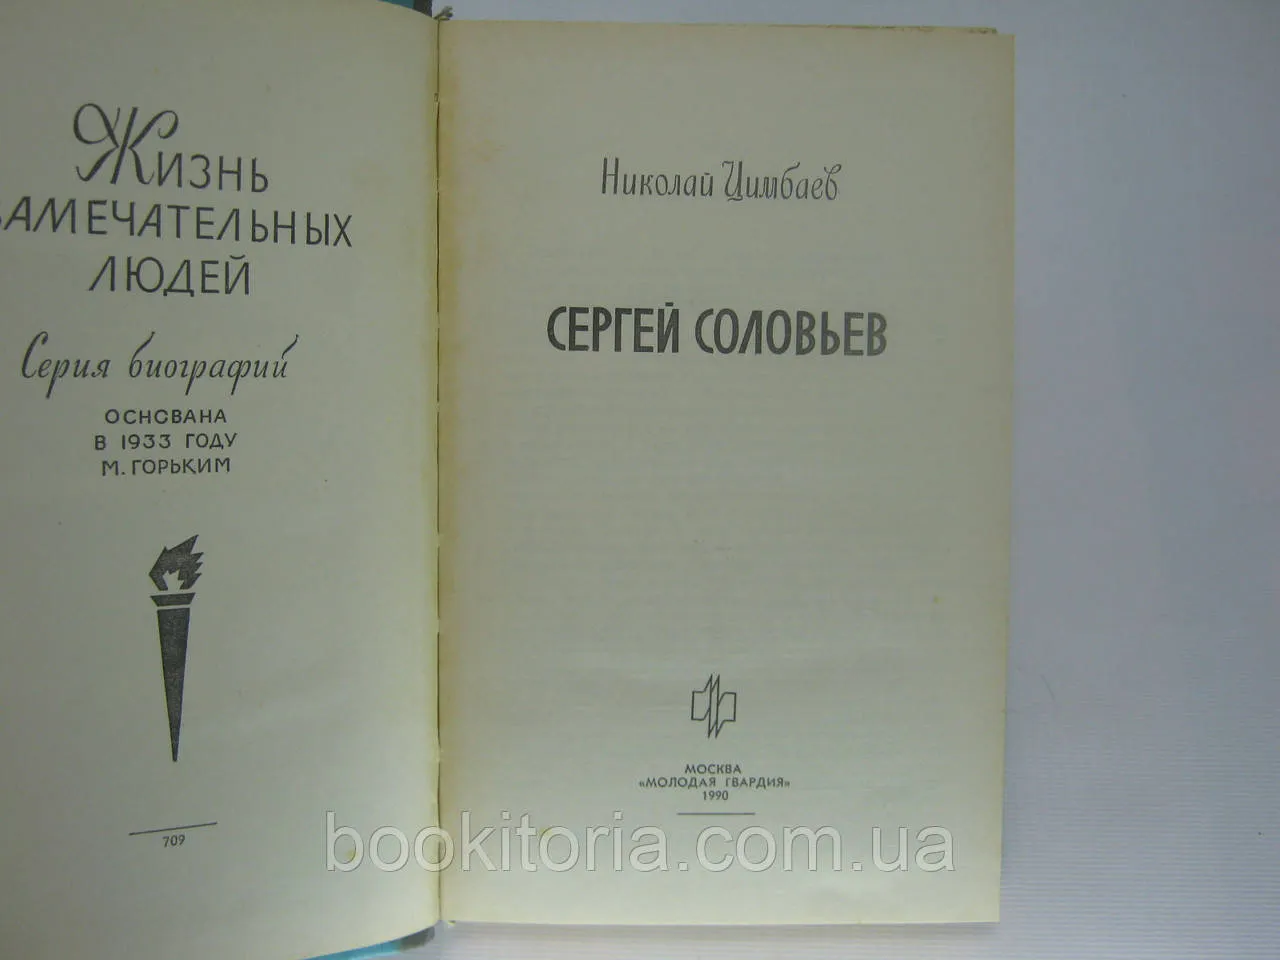 Жизнь
ЗАМЕЧАТЕЛЬНЫХ
ЛЮДЕЙ
Серия биографий
ОСНОВАНА
В 1933 ГОДУ
М. ГОРЬКИМ
709
Николай Цимбаев
СЕРГЕЙ СОЛОВЬЕВ
МОСКВА
«МОЛОДАЯ ГВАРДИЯ»
1990
bookitoria.com.ua